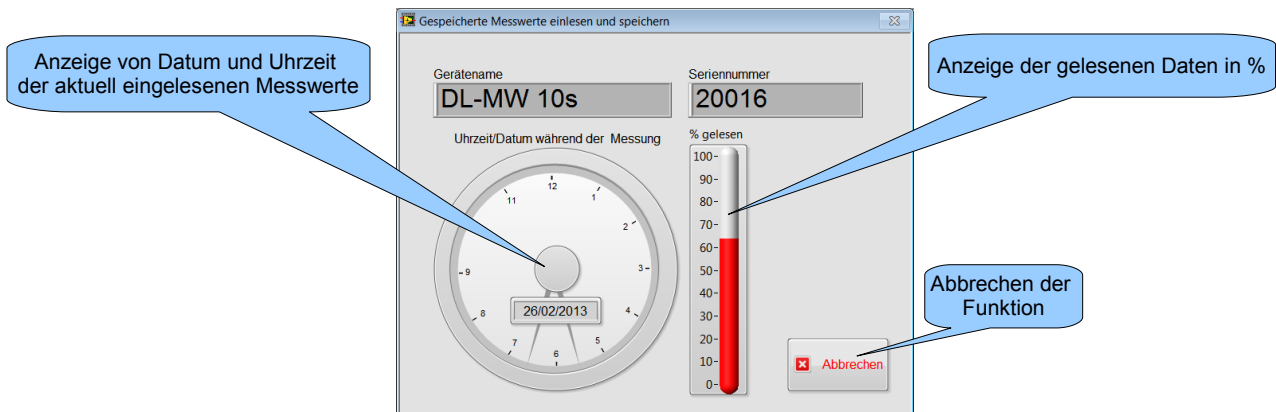 Gespeicherte Messwerte einlesen und speichern
Anzeige von Datum und Uhrzeit
der aktuell eingelesenen Messwerte
Anzeige der gelesenen Daten in %
Gerätename
Seriennummer
DL-MW 10s
20016
Uhrzeit/Datum während der Messung
% gelesen
12
1
2
3
4
5
6
7
8
9
11
26/02/2013
100
90
80
70
60
50
40
30
20
10
0
Abbrechen der
Funktion
Abbrechen